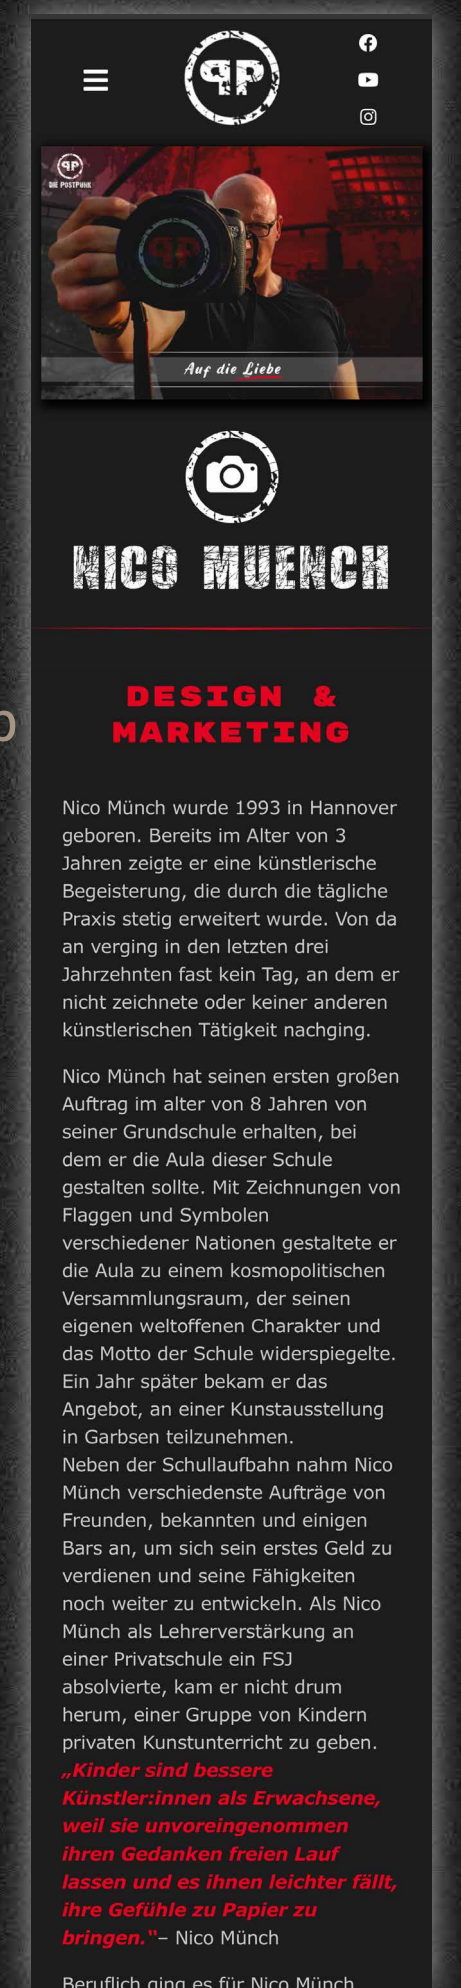 PP
DIE POSTPUNK
PP
Auf die Liebe
NICO MUENCH
DESIGN &
MARKETING
Nico Münch wurde 1993 in Hannover
geboren. Bereits im Alter von 3
Jahren zeigte er eine künstlerische
Begeisterung, die durch die tägliche
Praxis stetig erweitert wurde. Von da
an verging in den letzten drei
Jahrzehnten fast kein Tag, an dem er
nicht zeichnete oder keiner anderen
künstlerischen Tätigkeit nachging.
Nico Münch hat seinen ersten großen
Auftrag im alter von 8 Jahren von
seiner Grundschule erhalten, bei
dem er die Aula dieser Schule
gestalten sollte. Mit Zeichnungen von
Flaggen und Symbolen
verschiedener Nationen gestaltete er
die Aula zu einem kosmopolitischen
Versammlungsraum, der seinen
eigenen weltoffenen Charakter und
das Motto der Schule widerspiegelte.
Ein Jahr später bekam er das
Angebot, an einer Kunstausstellung
in Garbsen teilzunehmen.
Neben der Schullaufbahn nahm Nico
Münch verschiedenste Aufträge von
Freunden, bekannten und einigen
Bars an, um sich sein erstes Geld zu
verdienen und seine Fähigkeiten
noch weiter zu entwickeln. Als Nico
Münch als Lehrerverstärkung an
einer Privatschule ein FSJ
absolvierte, kam er nicht drum
herum, einer Gruppe von Kindern
privaten Kunstunterricht zu geben.
„Kinder sind bessere
Künstler:innen als Erwachsene,
weil sie unvoreingenommen
ihren Gedanken freien Lauf
lassen und es ihnen leichter fällt,
ihre Gefühle zu Papier zu
bringen."– Nico Münch
Beruflich ging es für Nico Münch